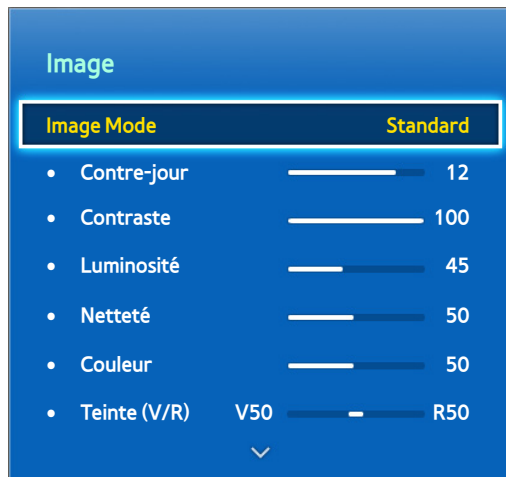 Image
Image Mode Standard
• Contre-jour 12
• Contraste 100
• Luminosité 45
• Netteté 50
• Couleur 50
• Teinte (V/R) V50 R50